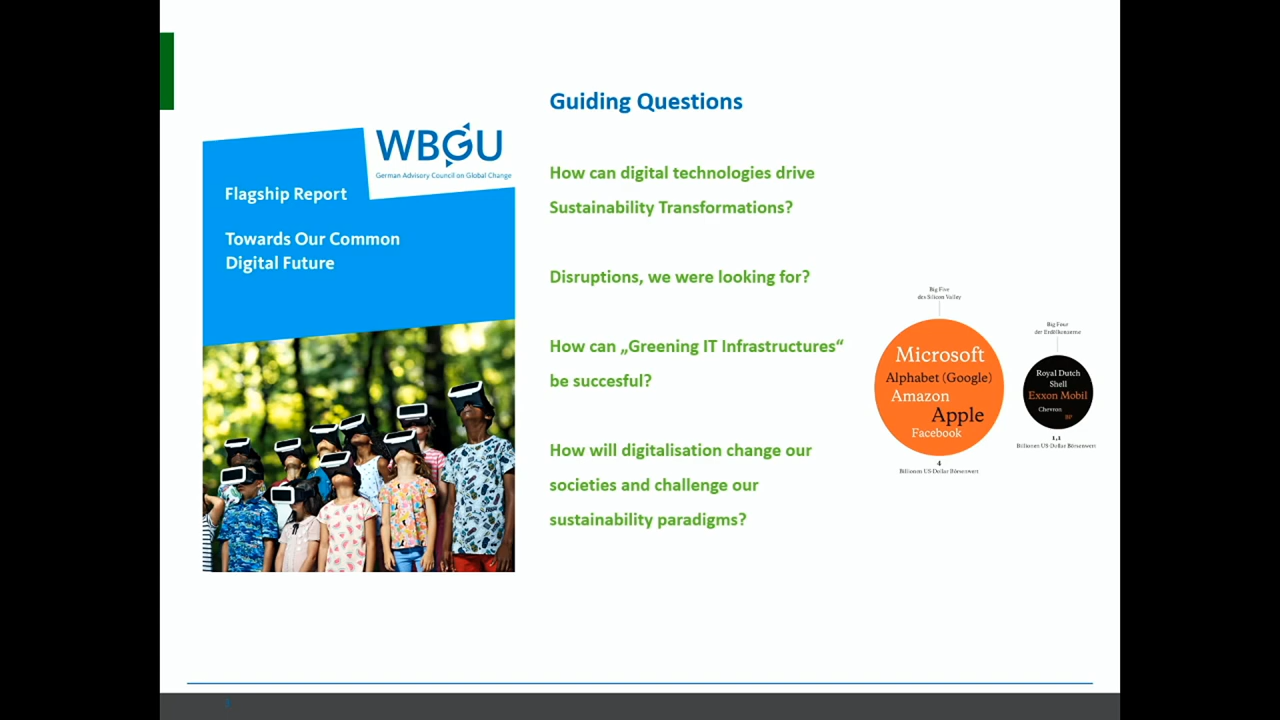 Guiding Questions
WBGU
German Advisory Council on Global Change
Flagship Report
Towards Our Common
Digital Future
How can digital technologies drive
Sustainability Transformations?
Disruptions, we were looking for?
How can „Greening IT Infrastructures“
be succesful?
How will digitalisation change our
societies and challenge our
sustainability paradigms?
Big Five
des Silicon Valley
Microsoft
Alphabet (Google)
Amazon
Apple
Facebook
4
Billionen US-Dollar Börsenwert
Big Four
der Erdölkonzerne
Royal Dutch
Shell
Exxon Mobil
Chevron
BP
1,1
Billionen US-Dollar Börsenwert